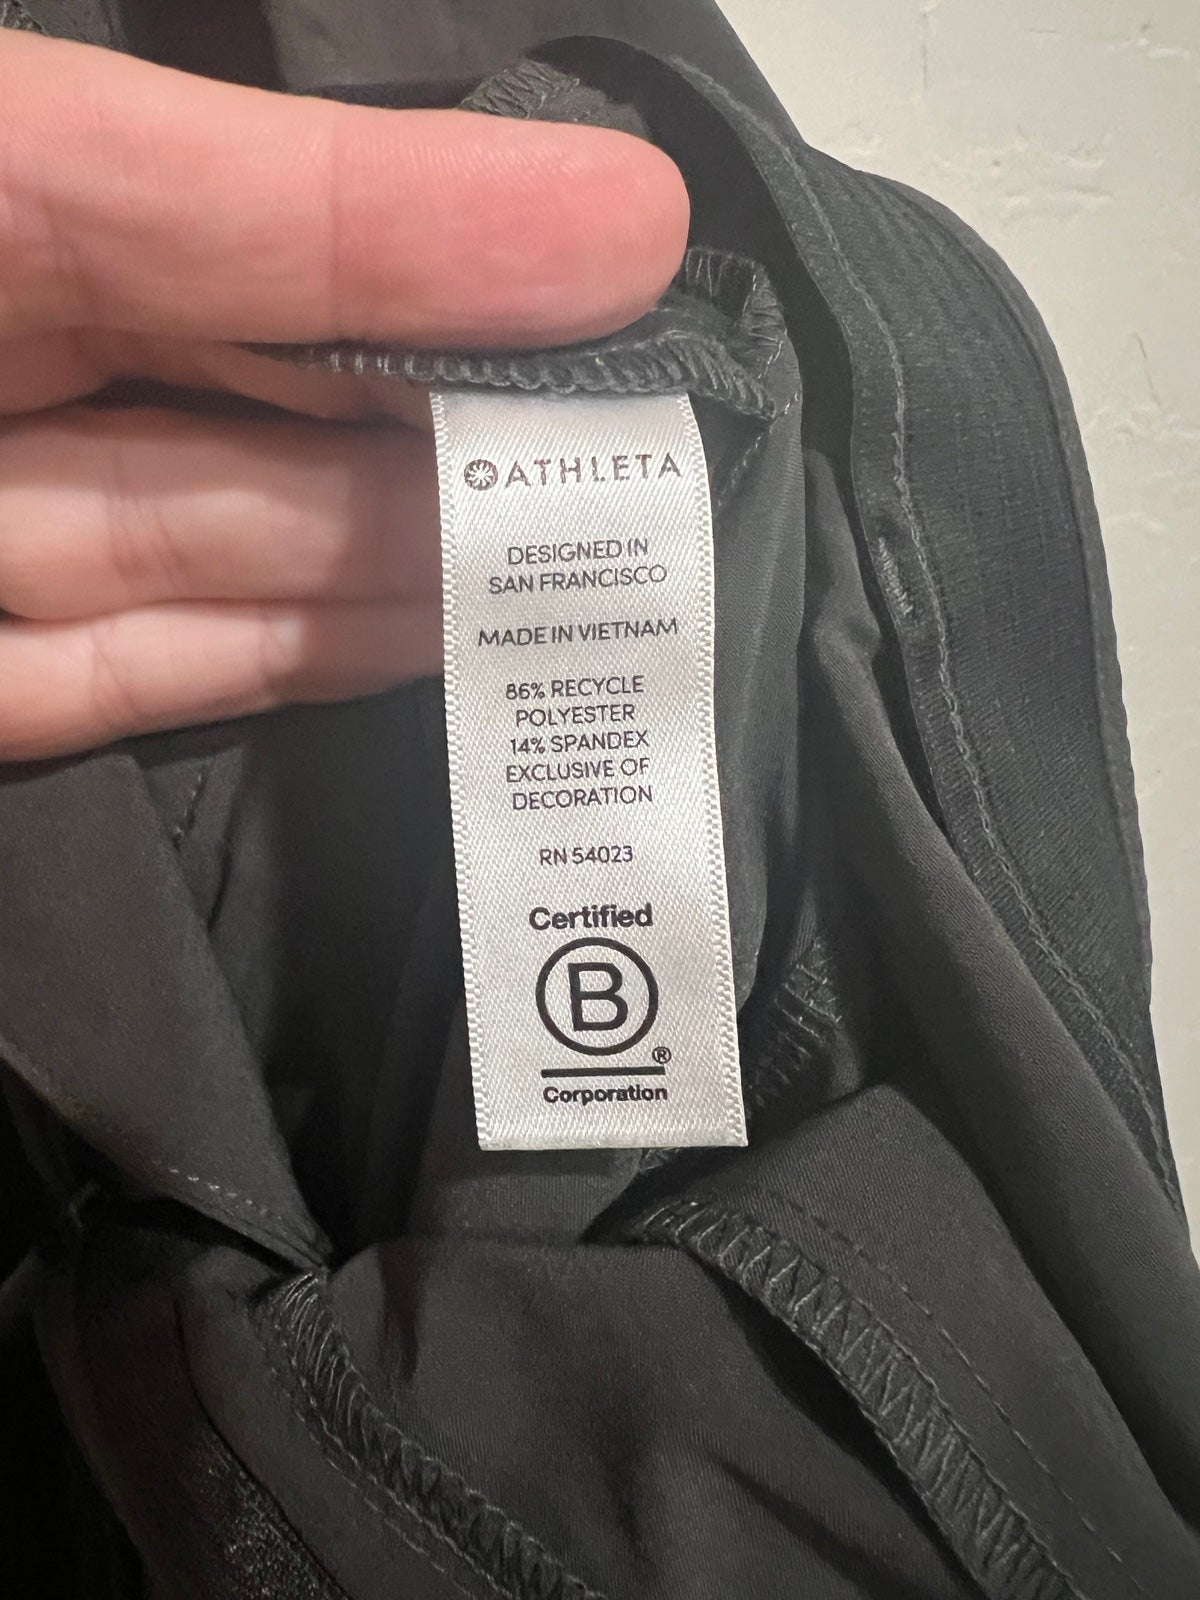 ATHLETA
DESIGNED IN
SAN FRANCISCO
MADE IN VIETNAM
86% RECYCLE
POLYESTER
14% SPANDEX
EXCLUSIVE OF
DECORATION
RN 54023
Certified
B
®
Corporation